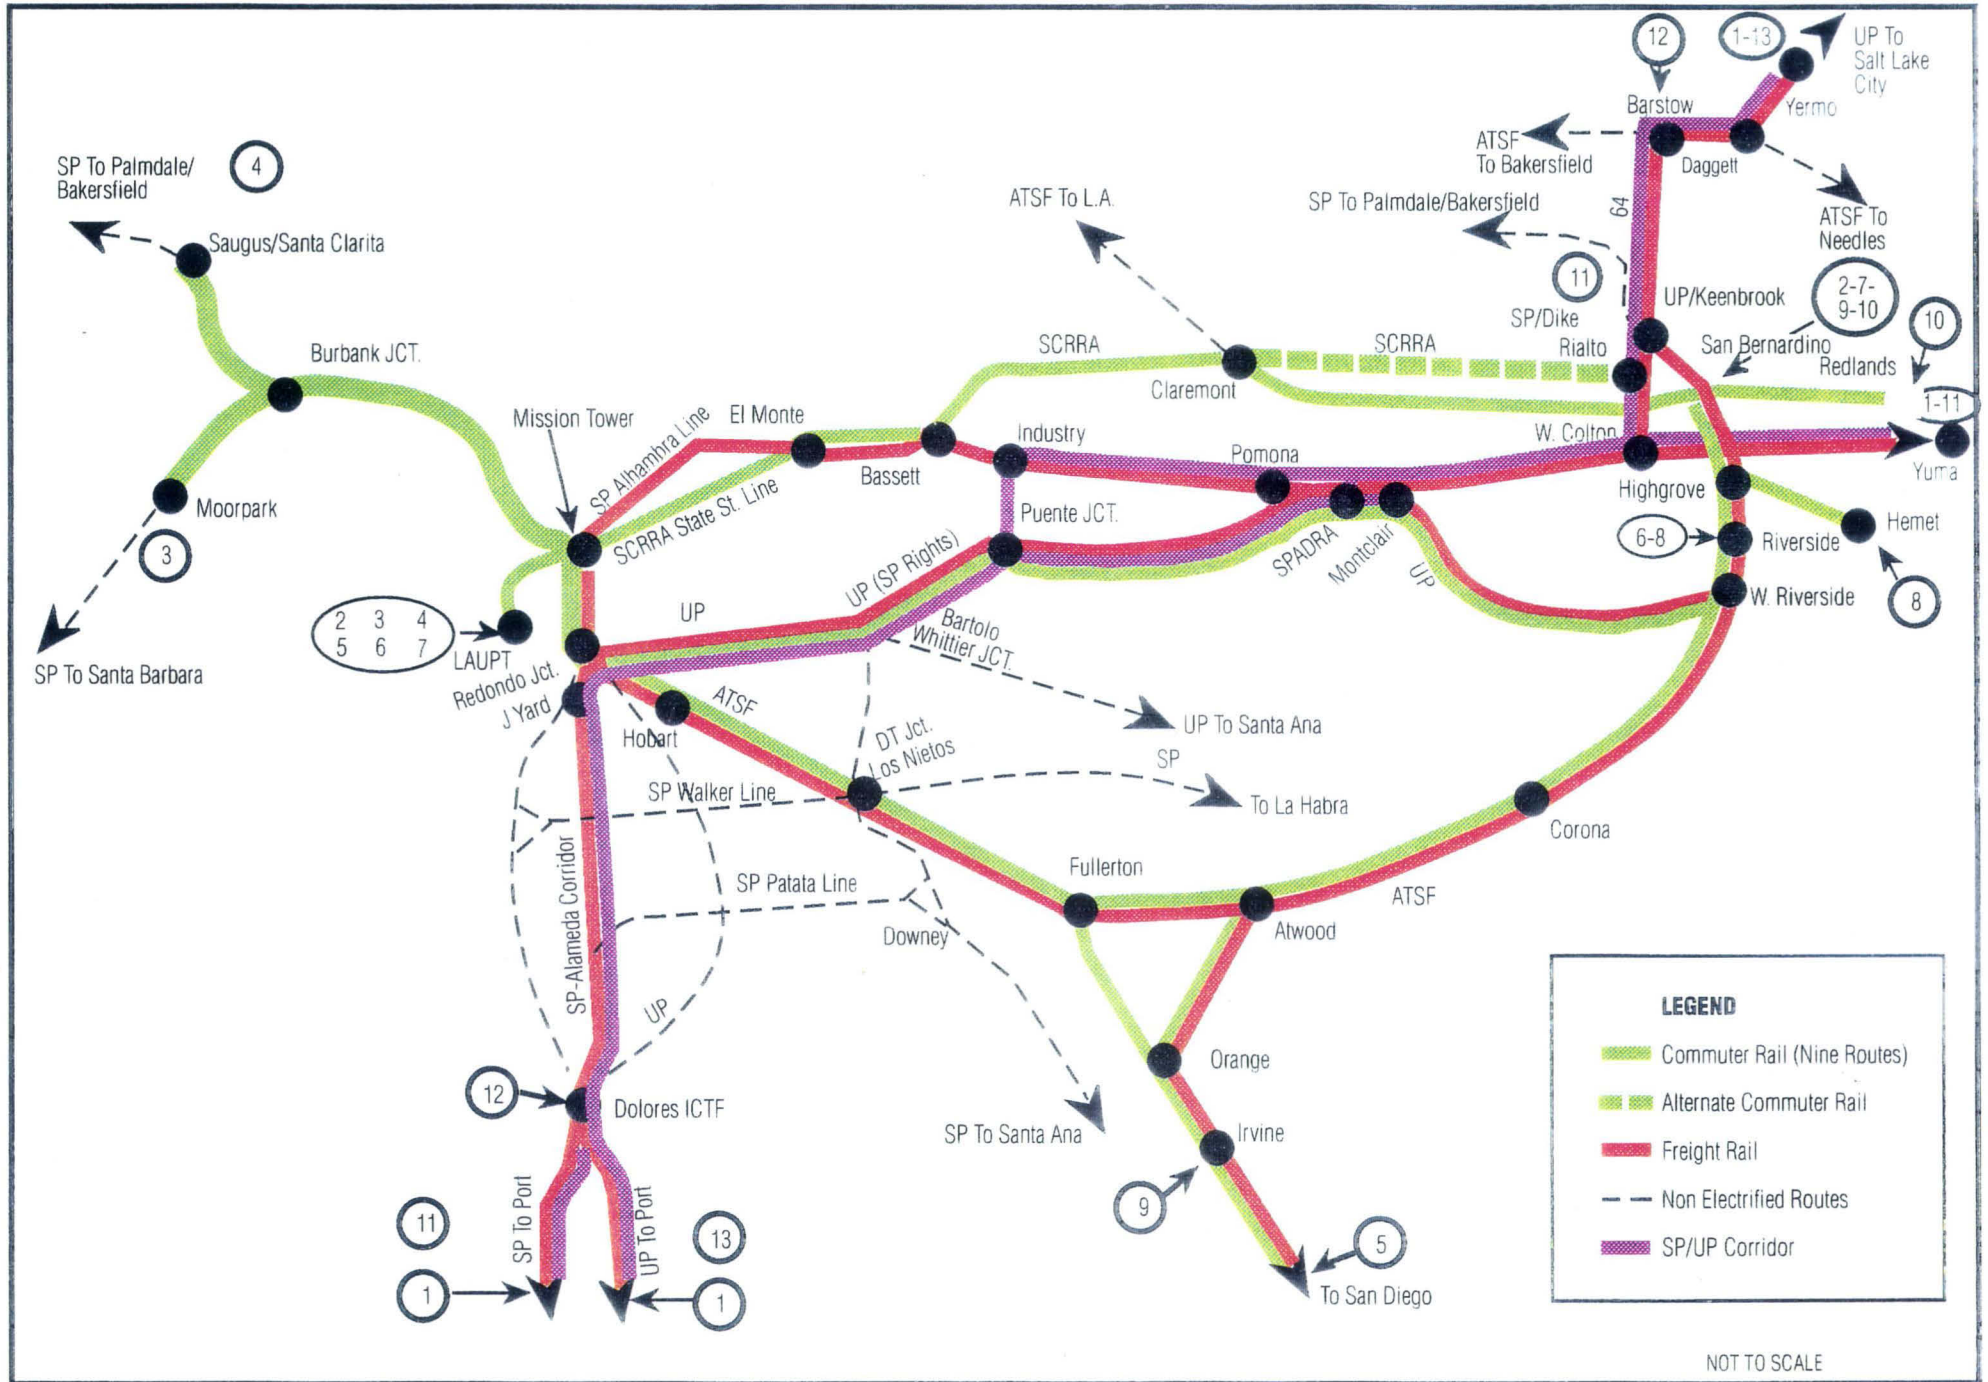 12
1-13
UP To
Salt Lake
City
Barstow
Yermo
ATSF
To Bakersfield
Daggett
SP To Palmdale/
Bakersfield
4
ATSF To L.A.
SP To Palmdale/Bakersfield
64
ATSF To
Needles
Saugus/Santa Clarita
11
2-7-
9-10
UP/Keenbrook
SP/Dike
10
Burbank JCT.
SCRRA
SCRRA
Rialto
San Bernardino
Redlands
Claremont
1-11
Mission Tower
El Monte
SP Alhambra Line
Industry
W. Colton
Pomona
Bassett
Yuma
SCRRA State St. Line
Highgrove
Moorpark
Puente JCT.
Hemet
3
6-8
Riverside
SPADRA
Montclair
UP
UP (SP Rights)
W. Riverside
8
2 3 4
5 6 7
UP
Bartolo
Whittier JCT.
LAUPT
SP To Santa Barbara
Redondo Jct.
J Yard
ATSF
Hobart
UP To Santa Ana
DT Jct.
Los Nietos
SP
SP Walker Line
To La Habra
Corona
SP-Alameda Corridor
Fullerton
SP Patata Line
ATSF
Downey
Atwood
UP
Orange
12
Dolores ICTF
SP To Santa Ana
Irvine
9
11
SP To Port
UP To Port
13
5
1
1
To San Diego
LEGEND
Commuter Rail (Nine Routes)
Alternate Commuter Rail
Freight Rail
Non Electrified Routes
SP/UP Corridor
NOT TO SCALE